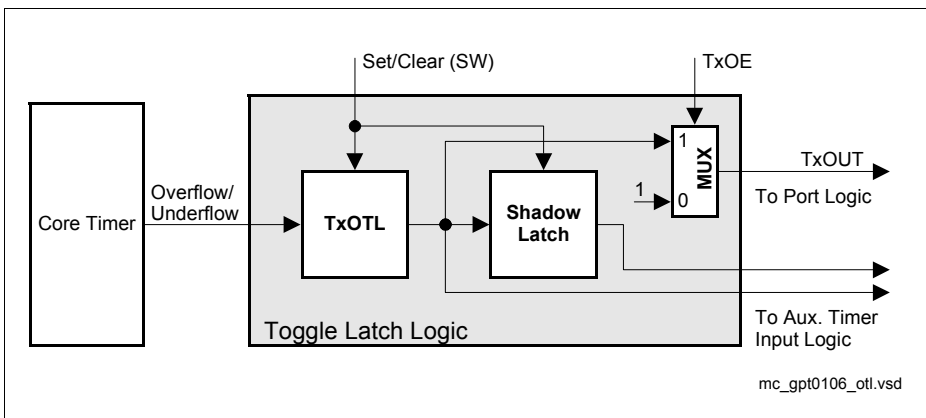 Set/Clear (SW)
TxOE
Core Timer
Overflow/
Underflow
TxOTL
Shadow
Latch
1
MUX
1
0
TxOUT
To Port Logic
To Aux. Timer
Input Logic
Toggle Latch Logic
mc_gpt0106_otl.vsd